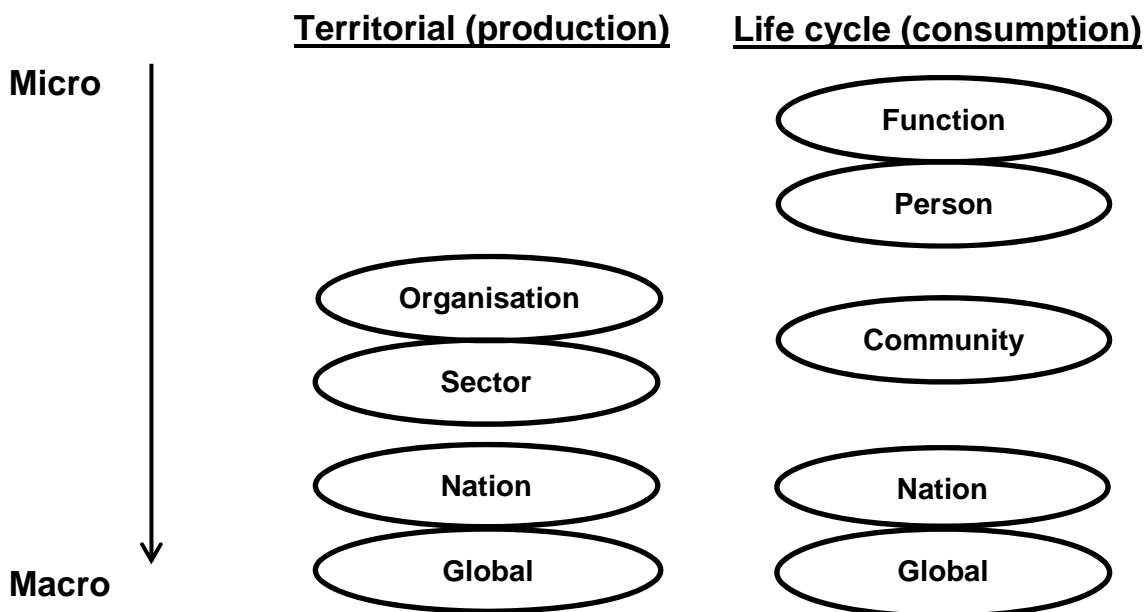 Territorial (production) Life cycle (consumption)
Micro
Function
Person
Organisation
Community
Sector
Nation Nation
Global Global
Macro